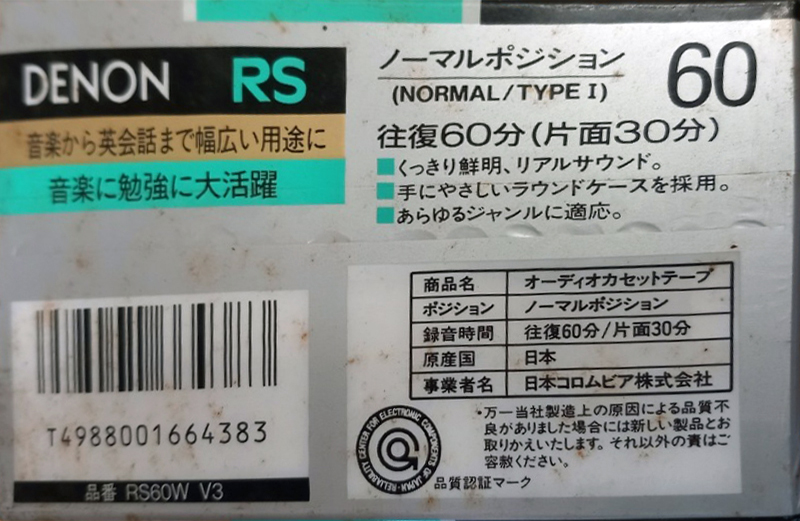 DENON RS
音楽から英会話まで幅広い用途に
音楽に勉強に大活躍
ノーマルポジション
(NORMAL/TYPE I)
60
往復60分(片面30分)
くっきり鮮明、リアルサウンド。
手にやさしいラウンドケースを採用。
あらゆるジャンルに適応。
T4988001664383
品番 RS60W V3
商品名 オーディオカセットテープ
ポジション ノーマルポジション
録音時間 往復60分/片面30分
原産国 日本
事業者名 日本コロムビア株式会社
RELIABILITY CENTER FOR ELECTRONIC COMPONENTS OF JAPAN
・万一当社製造上の原因による品質不
良がありました場合には新しい製品とお
取りかえいたします。それ以外の責はご
容赦ください。
品質認証マーク